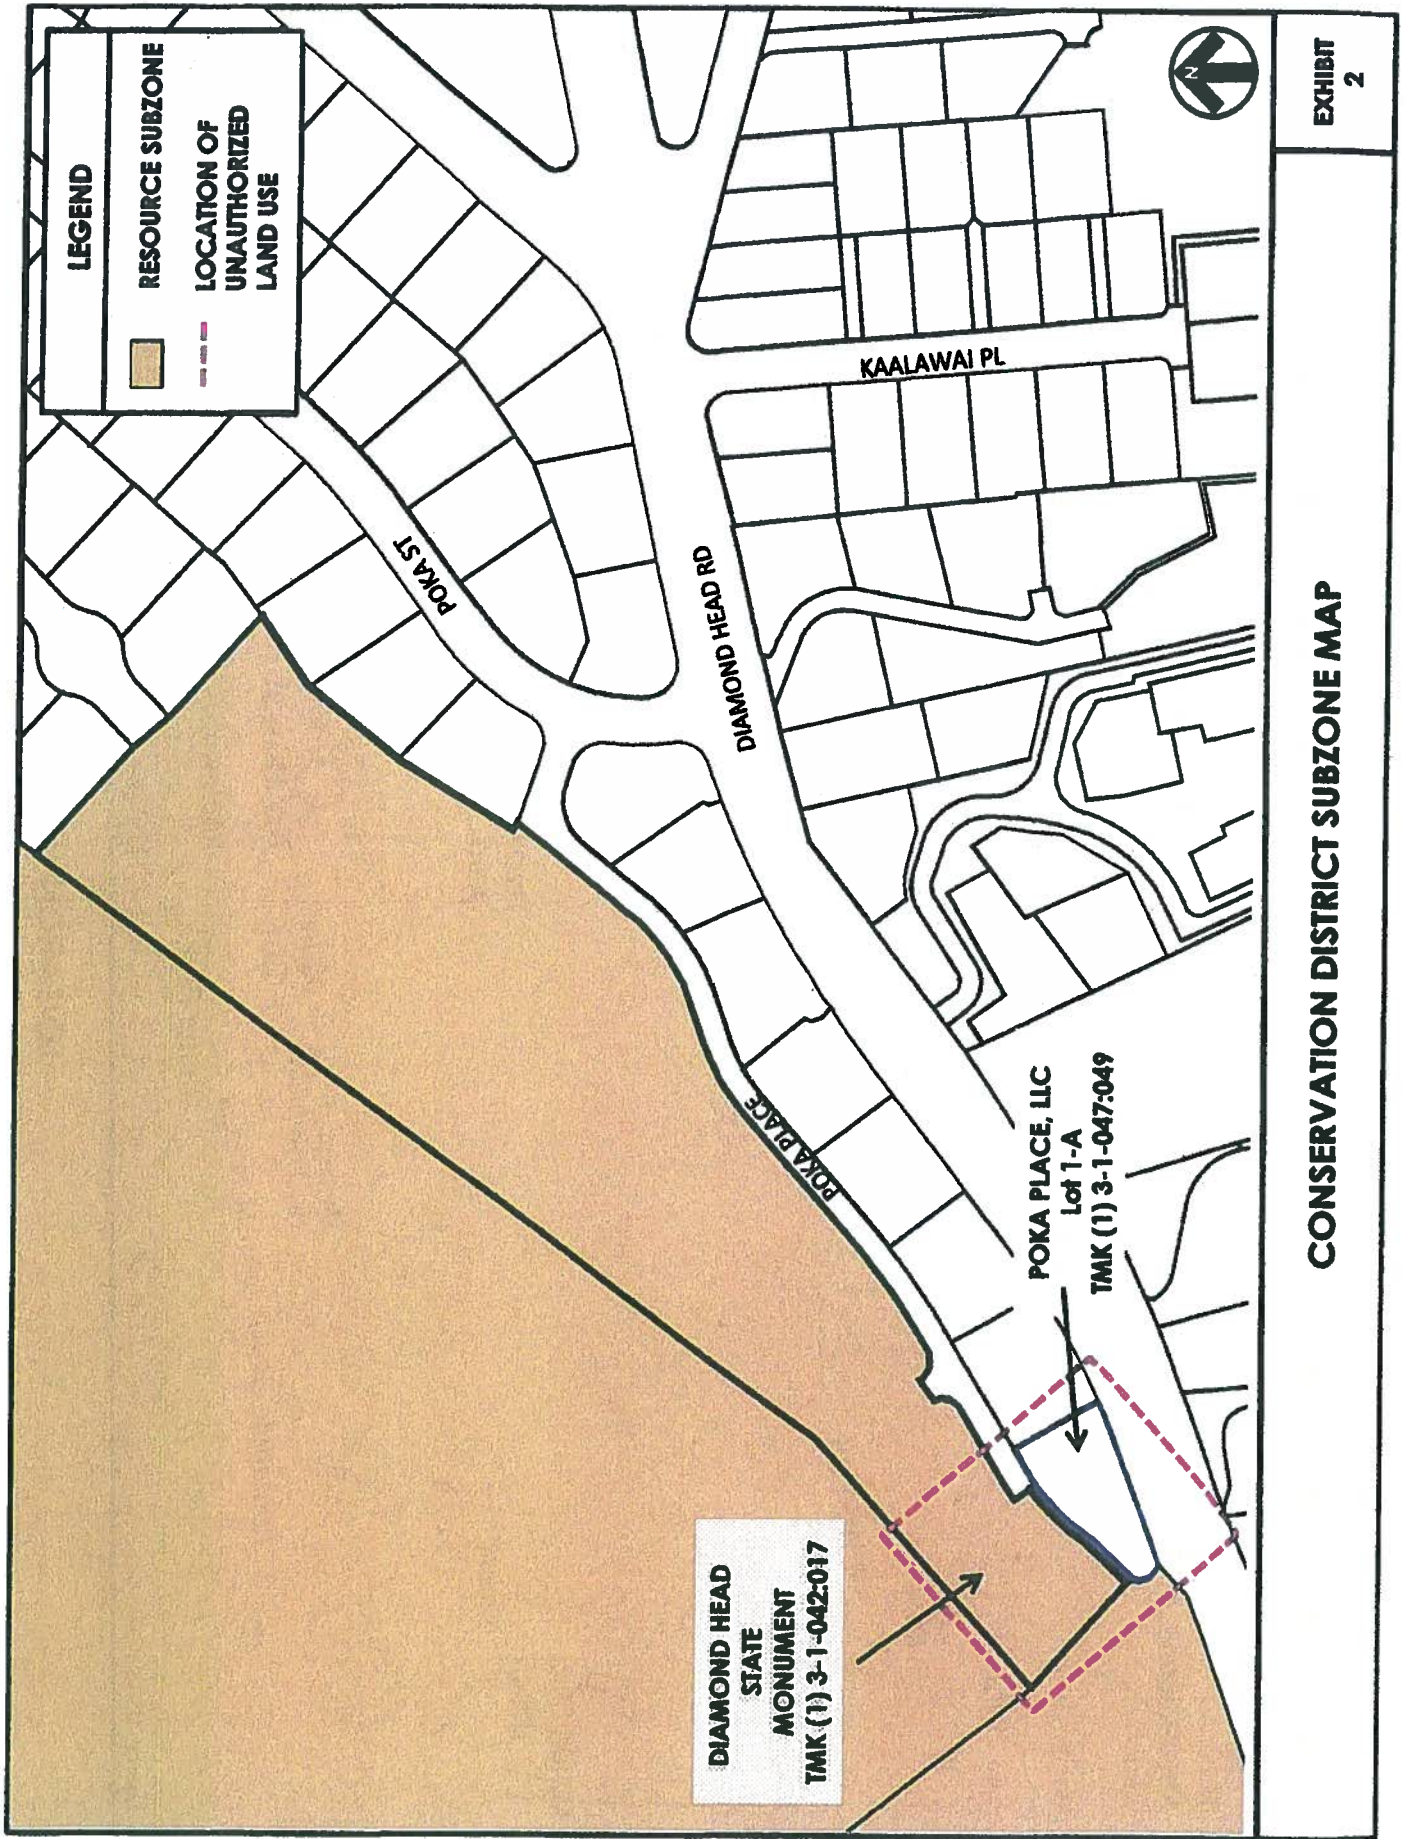 LEGEND
RESOURCE SUBZONE
LOCATION OF
UNAUTHORIZED
LAND USE
N
POKA ST
DIAMOND HEAD RD
KAALAWAI PL
POKA PLACE
POKA PLACE
DIAMOND HEAD
STATE
MONUMENT
TMK (1) 3-1-042:017
POKA PLACE, LLC
Lot 1-A
TMK (1) 3-1-047:049
CONSERVATION DISTRICT SUBZONE MAP
EXHIBIT
2